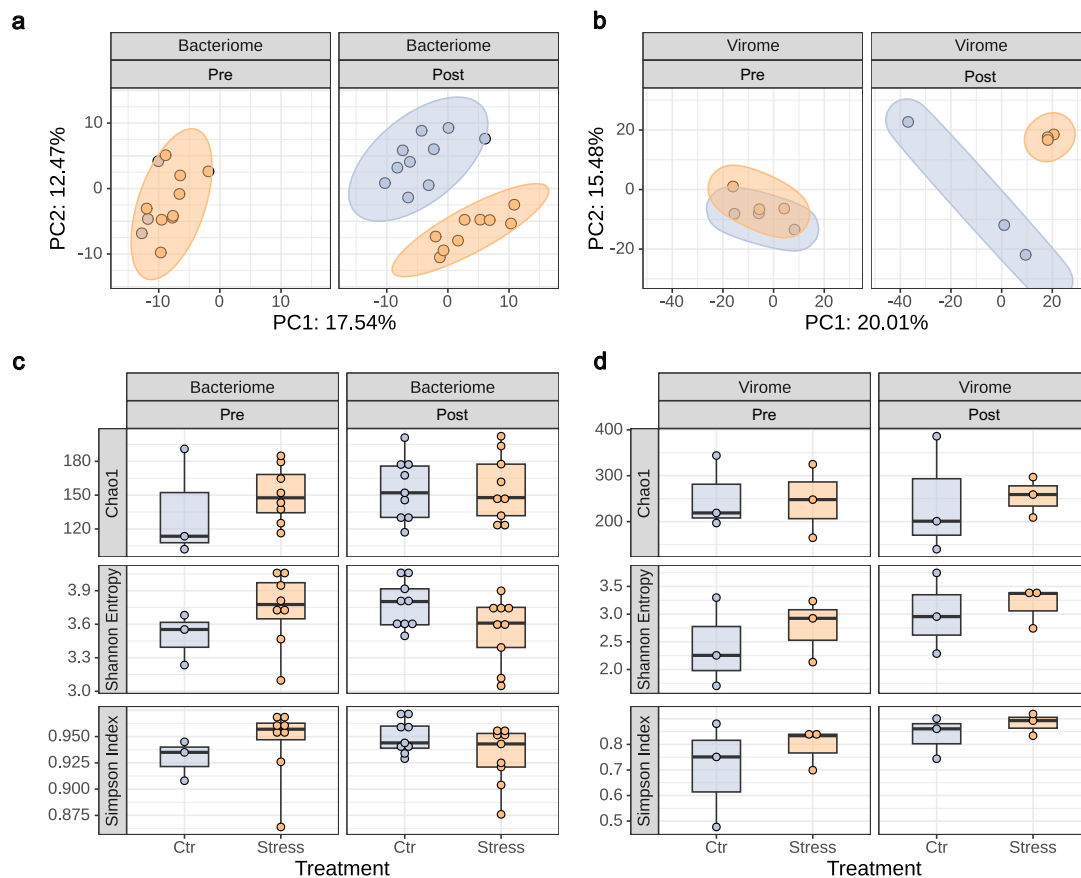 a
Bacteriome
Bacteriome
Pre
Post
10
0
-10
PC2: 12.47%
-10
0
10
-10
0
10
PC1: 17.54%
b
Virome
Virome
Pre
Post
20
0
-20
PC2: 15.48%
-40
-20
0
20
-40
-20
0
20
PC1: 20.01%
c
Bacteriome
Bacteriome
Pre
Post
Chao1
180
150
120
Shannon Entropy
3.9
3.6
3.3
3.0
Simpson Index
0.950
0.925
0.900
0.875
Ctr
Stress
Ctr
Stress
Treatment
d
Virome
Virome
Pre
Post
Chao1
400
300
200
Shannon Entropy
3.5
3.0
2.5
2.0
Simpson Index
0.8
0.7
0.6
0.5
Ctr
Stress
Ctr
Stress
Treatment